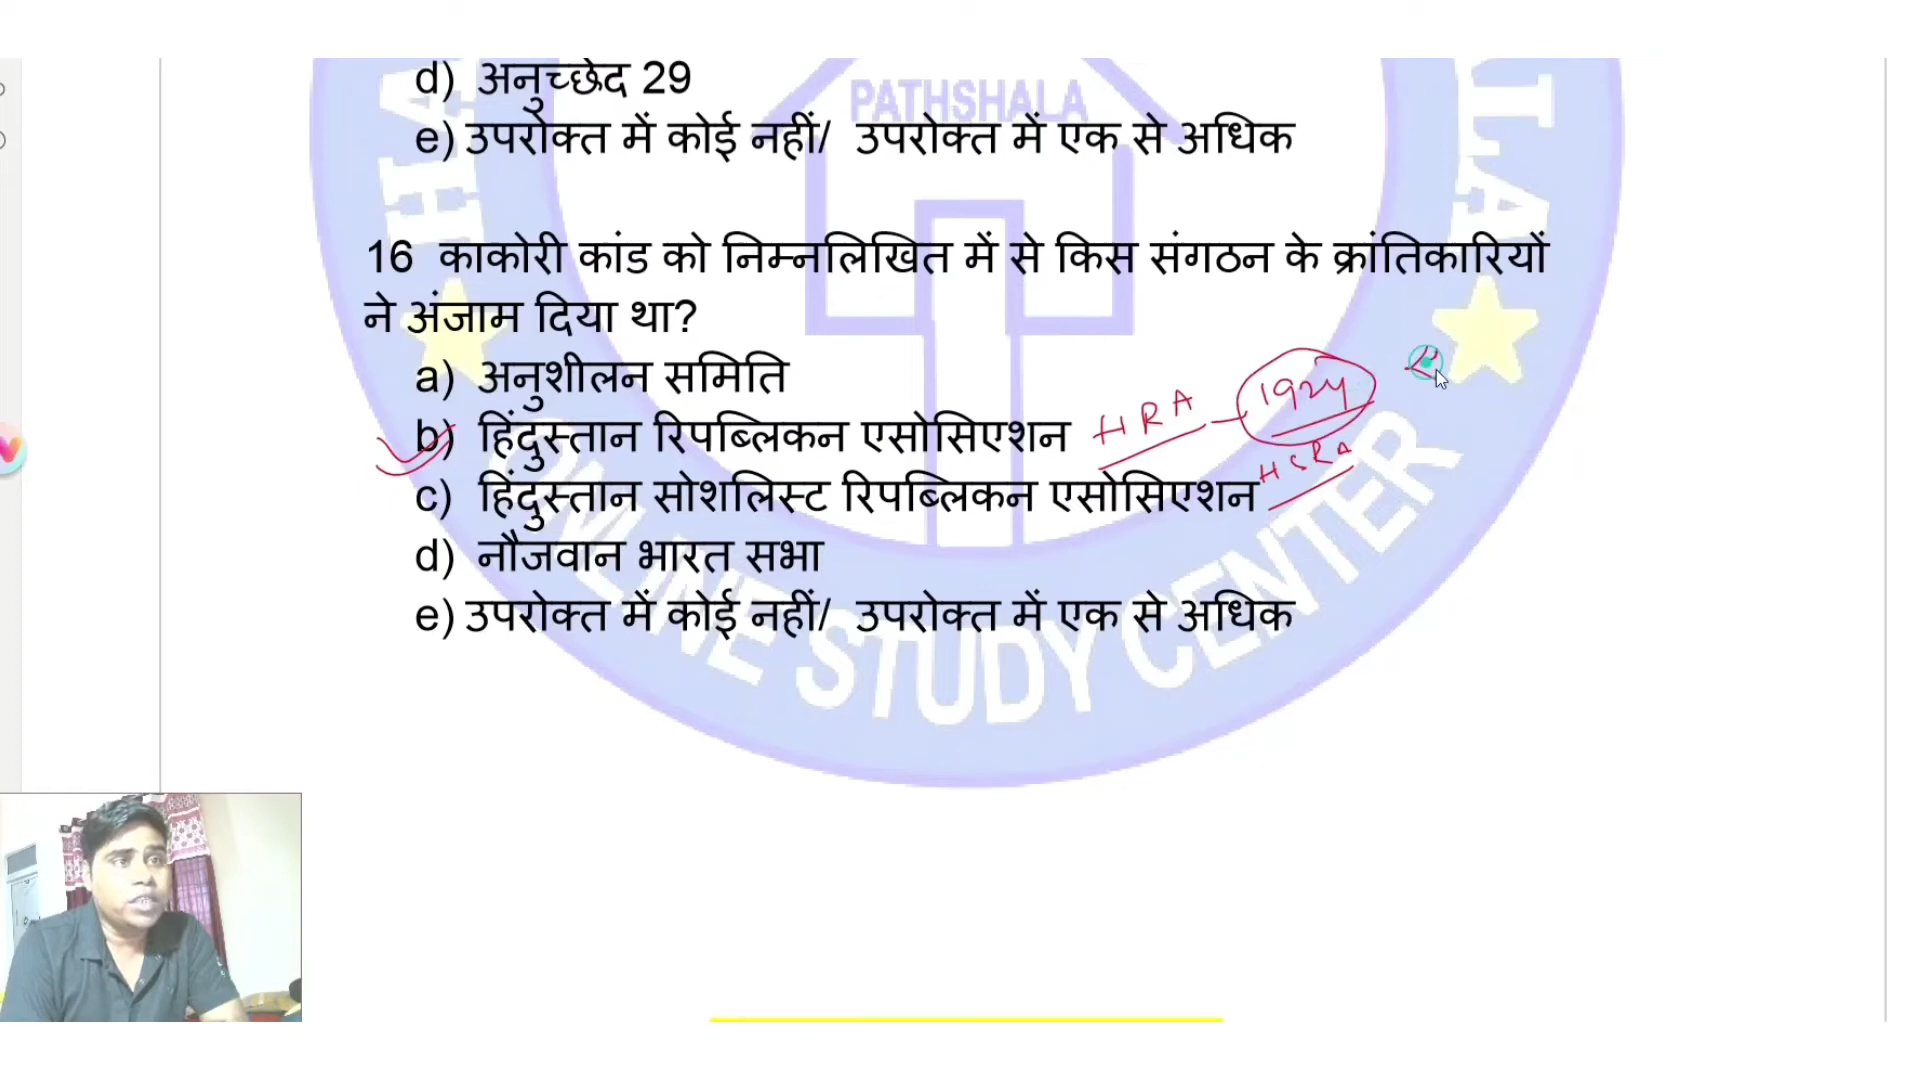 PATHSHALA
d) अनुच्छेद 29
e) उपरोक्त में कोई नहीं/ उपरोक्त में एक से अधिक
16 काकोरी कांड को निम्नलिखित में से किस संगठन के क्रांतिकारियों
ने अंजाम दिया था?
a) अनुशीलन समिति
b) हिंदुस्तान रिपब्लिकन एसोसिएशन HRA - 1924
c) हिंदुस्तान सोशलिस्ट रिपब्लिकन एसोसिएशन HSRA
d) नौजवान भारत सभा
e) उपरोक्त में कोई नहीं/ उपरोक्त में एक से अधिक
ONLINE STUDY CENTER